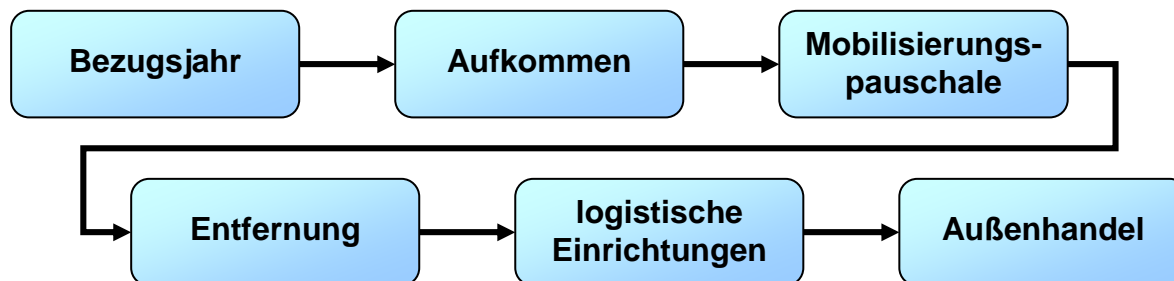 Bezugsjahr
Aufkommen
Mobilisierungs-
pauschale
Entfernung
logistische
Einrichtungen
Außenhandel